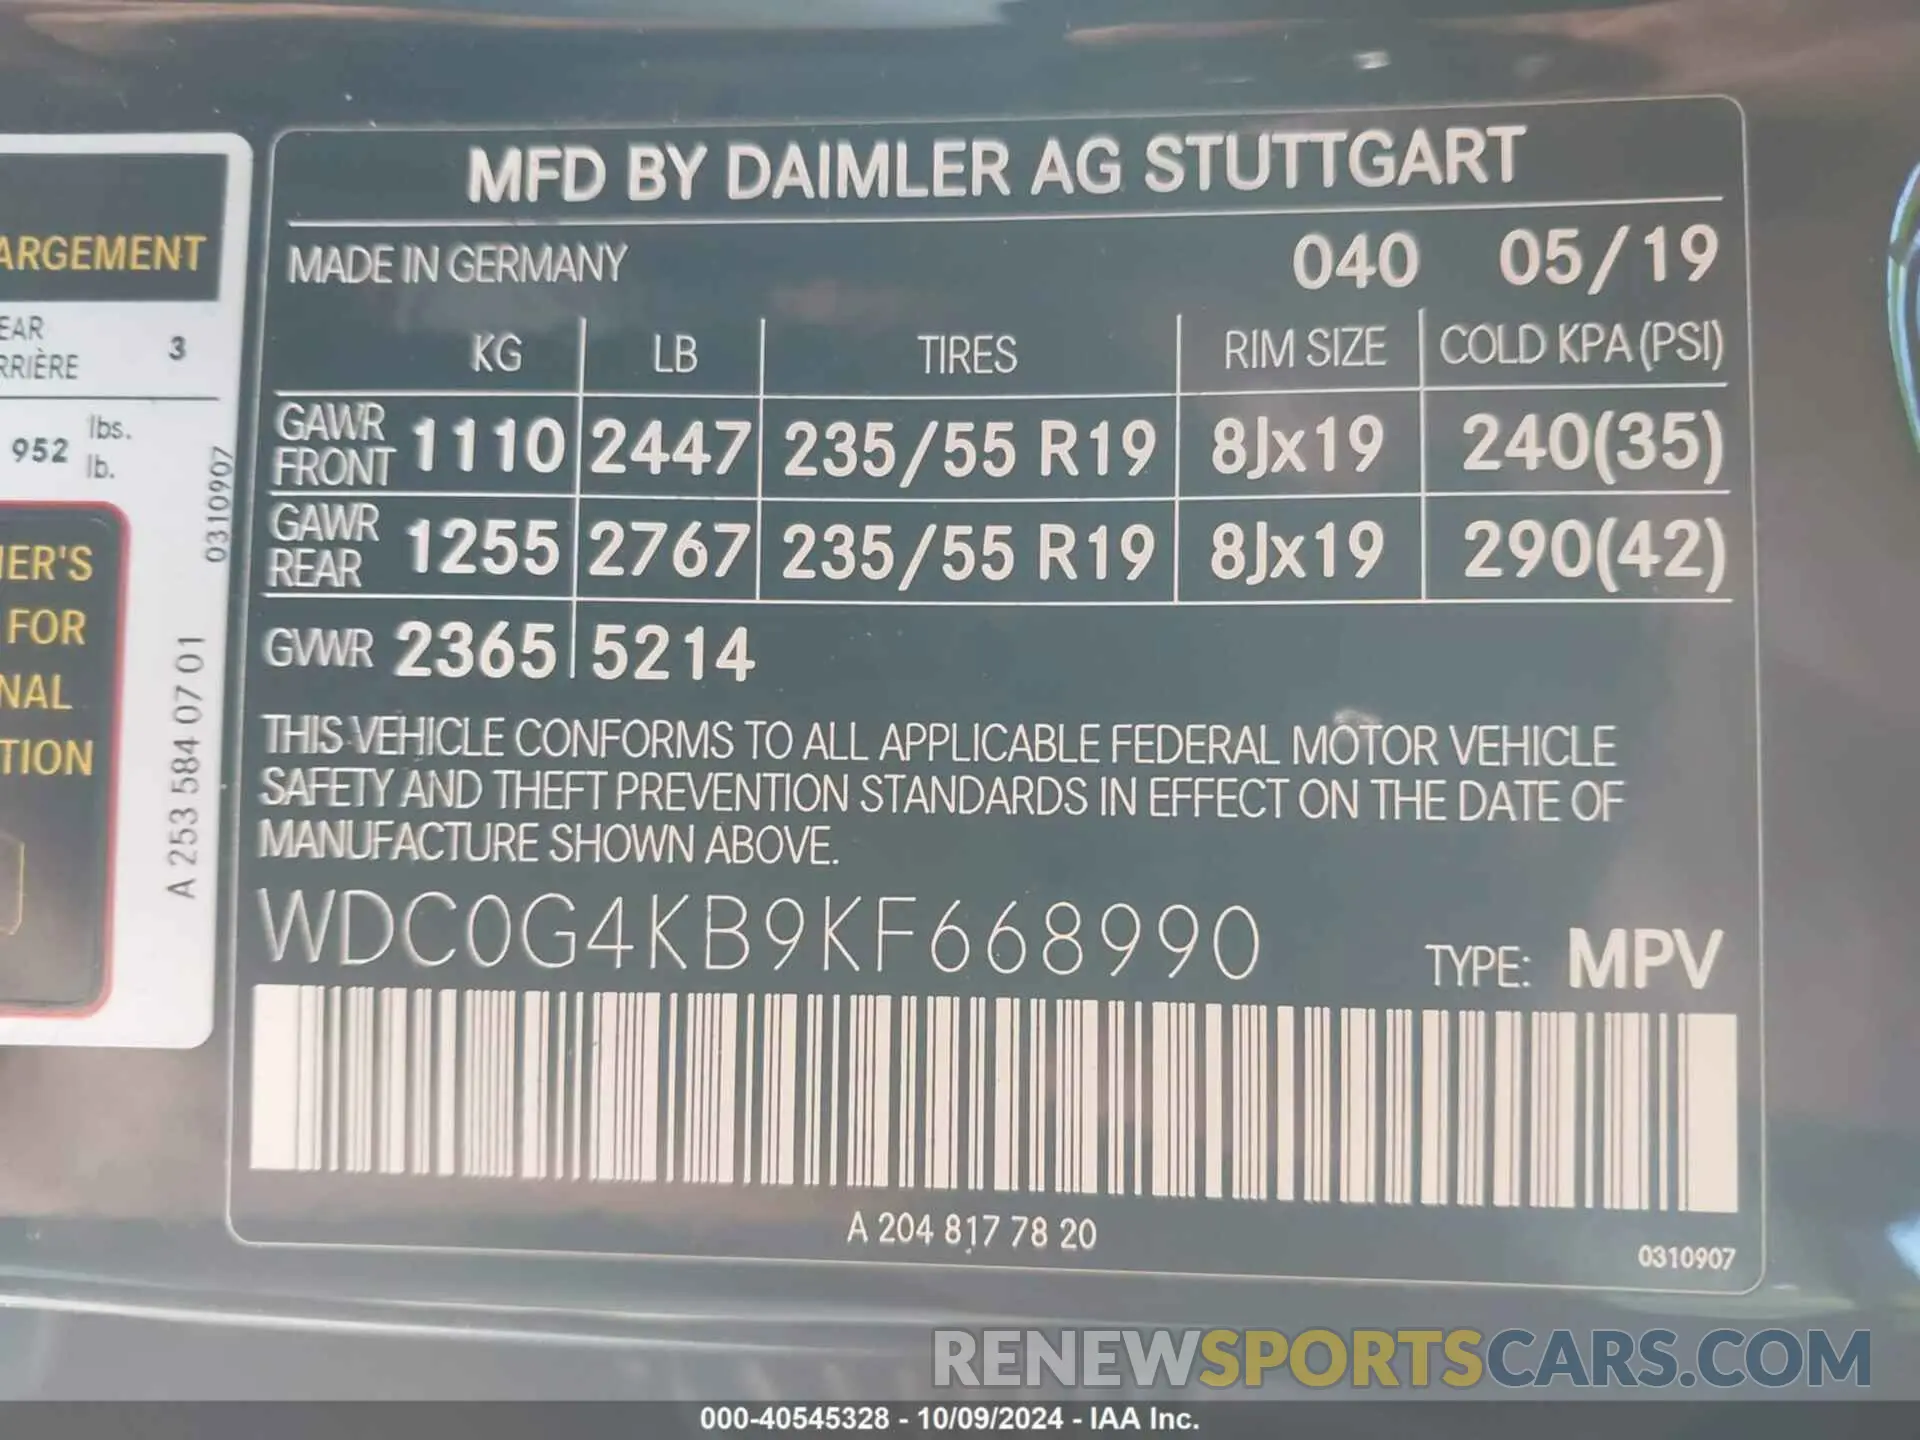 ARGEMENT
EAR
RRIÈRE 3
952 lbs.
lb.
0310907
IER'S
FOR
NAL
TION
A 253 584 07 01
MFD BY DAIMLER AG STUTTGART
MADE IN GERMANY 040 05/19
KG LB TIRES RIM SIZE COLD KPA (PSI)
GAWR FRONT 1110 2447 235/55 R19 8Jx19 240(35)
GAWR REAR 1255 2767 235/55 R19 8Jx19 290(42)
GVWR 2365 5214
THIS VEHICLE CONFORMS TO ALL APPLICABLE FEDERAL MOTOR VEHICLE
SAFETY AND THEFT PREVENTION STANDARDS IN EFFECT ON THE DATE OF
MANUFACTURE SHOWN ABOVE.
WDC0G4KB9KF668990 TYPE: MPV
A 204 817 78 20
0310907
RENEWSPORTSCARS.COM
000-40545328 - 10/09/2024 - IAA Inc.